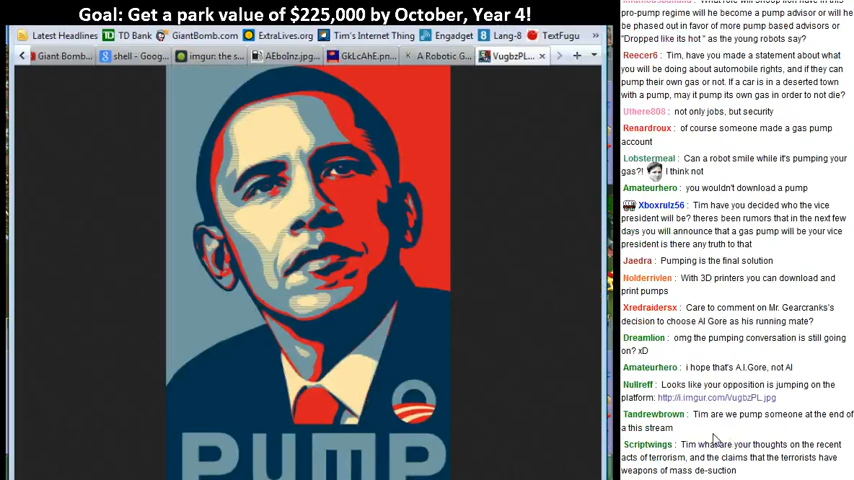 Goal: Get a park value of $225,000 by October, Year 4!
Latest Headlines TD Bank GiantBomb.com ExtraLives.org Tim's Internet Thing Engadget Lang-8 TextFugu
Giant Bomb... shell - Goog... imgur: the s... AEboInz.jpg... GkLcAhE.pn... A Robotic G... VugbzPL...
PUMP
pro-pump regime will he become a pump advisor or will he
be phased out in favor of more pump based advisors or
"Dropped like its hot " as the young robots say?
Reecer6 : Tim, have you made a statement about what
you will be doing about automobile rights, and if they can
pump their own gas or not. If a car is in a deserted town
with a pump, may it pump its own gas in order to not die?
Uthere808 : not only jobs, but security
Renardroux : of course someone made a gas pump
account
Lobstermeal : Can a robot smile while it's pumping your
gas?! I think not
Amateurhero : you wouldn't download a pump
Xboxrulz56 : Tim have you decided who the vice
president will be? theres been rumors that in the next few
days you will announce that a gas pump will be your vice
president is there any truth to that
Jaedra : Pumping is the final solution
Nolderrivlen : With 3D printers you can download and
print pumps
Xredraidersx : Care to comment on Mr. Gearcranks's
decision to choose Al Gore as his running mate?
Dreamlion : omg the pumping conversation is still going
on? xD
Amateurhero : i hope that's A.I.Gore, not Al
Nullreff : Looks like your opposition is jumping on the
platform: http://i.imgur.com/VugbzPL.jpg
Tandrewbrown : Tim are we pump someone at the end of
a this stream
Scriptwings : Tim what are your thoughts on the recent
acts of terrorism, and the claims that the terrorists have
weapons of mass de-suction